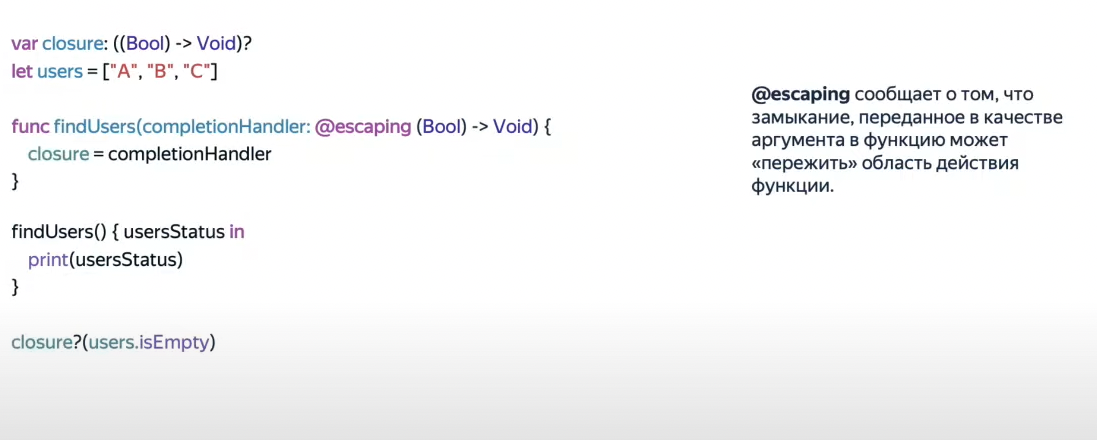 var closure: ((Bool) -> Void)?
let users = ["A", "B", "C"]
func findUsers(completionHandler: @escaping (Bool) -> Void) {
closure = completionHandler
}
findUsers() { usersStatus in
print(usersStatus)
}
closure?(users.isEmpty)
@escaping сообщает о том, что
замыкание, переданное в качестве
аргумента в функцию может
«пережить» область действия
функции.